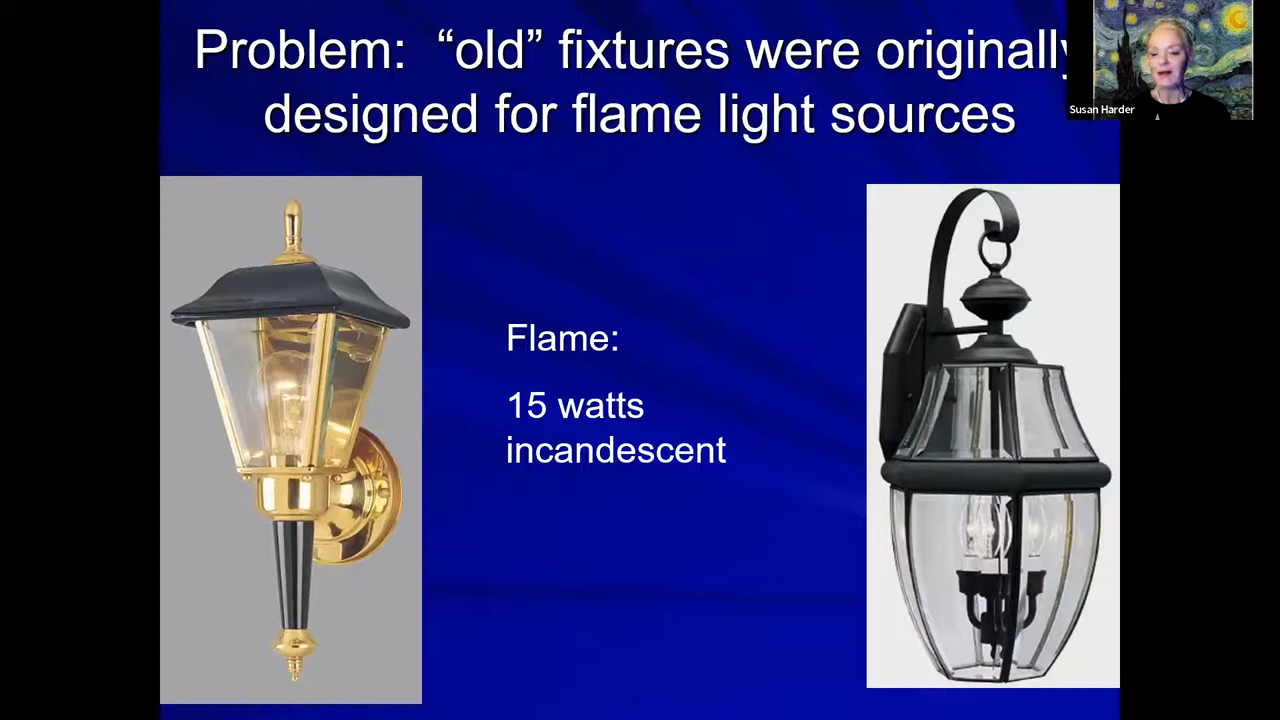 Problem:  “old” fixtures were originally
designed for flame light sources
Susan Harder
Flame:
15 watts
incandescent